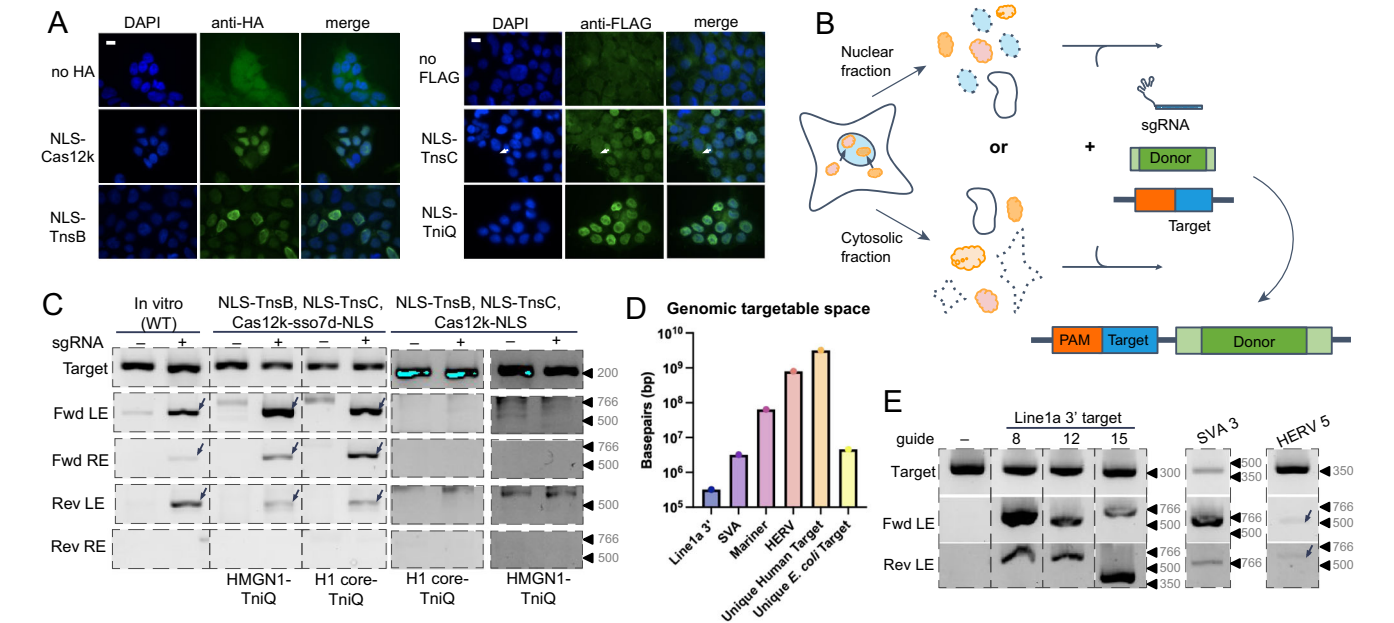 A
DAPI anti-HA merge
no HA
NLS-
Cas12k
NLS-
TnsB
DAPI anti-FLAG merge
no
FLAG
NLS-
TnsC
NLS-
TniQ
B
Nuclear
fraction
or
+
Cytosolic
fraction
sgRNA
Donor
Target
PAM Target Donor
C
In vitro
(WT)
NLS-TnsB, NLS-TnsC,
Cas12k-sso7d-NLS
NLS-TnsB, NLS-TnsC,
Cas12k-NLS
sgRNA – + – + – + – + – +
Target 200
Fwd LE 766
500
Fwd RE 766
500
Rev LE 500
Rev RE 766
500
HMGN1-
TniQ
H1 core-
TniQ
H1 core-
TniQ
HMGN1-
TniQ
D
Genomic targetable space
Basepairs (bp)
10^10
10^9
10^8
10^7
10^6
10^5
Line1a 3'
SVA
Mariner
HERV
Unique Human Target
Unique E. coli Target
E
Line1a 3' target
guide – 8 12 15
SVA 3
HERV 5
Target 300 500
350
350
Fwd LE 766
500
766
500
766
500
Rev LE 766
500
350
766
766
500